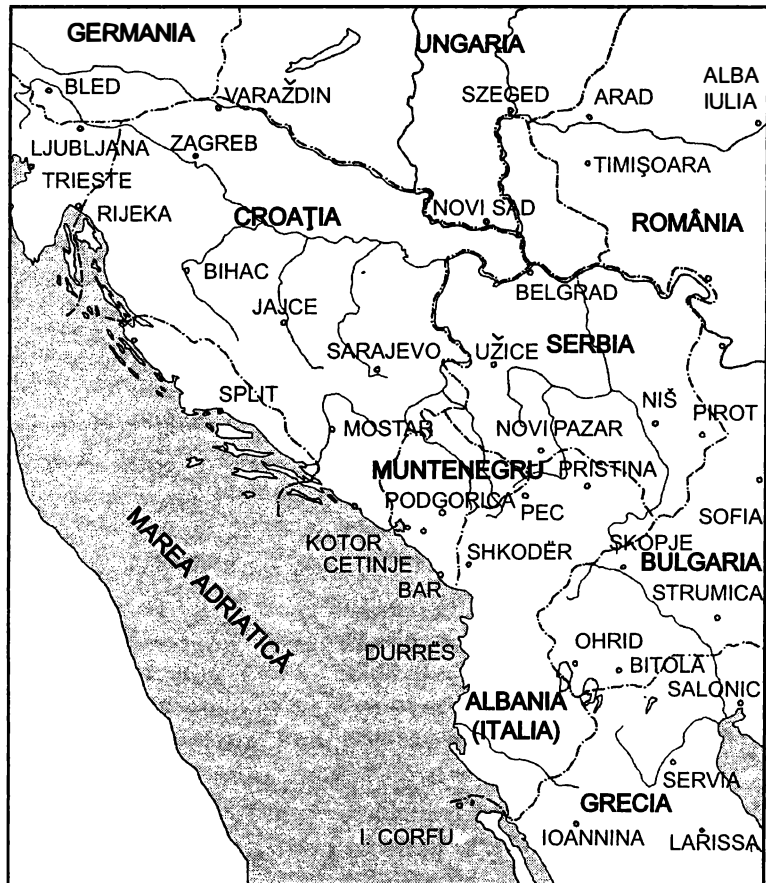 GERMANIA
UNGARIA
BLED
VARAŽDIN
SZEGED
ARAD
ALBA
IULIA
LJUBLJANA
ZAGREB
TRIESTE
TIMIŞOARA
RIJEKA
CROAŢIA
NOVI SAD
ROMÂNIA
BIHAC
BELGRAD
JAJCE
SARAJEVO
UŽICE
SERBIA
SPLIT
MOSTAR
NOVI PAZAR
NIŠ
PIROT
MUNTENEGRU
PRISTINA
PODGORICA
PEC
SOFIA
KOTOR
CETINJE
SHKODËR
SKOPJE
BULGARIA
BAR
STRUMICA
MAREA ADRIATICĂ
DURRËS
OHRID
BITOLA
ALBANIA
(ITALIA)
SALONIC
SERVIA
GRECIA
I. CORFU
IOANNINA
LARISSA